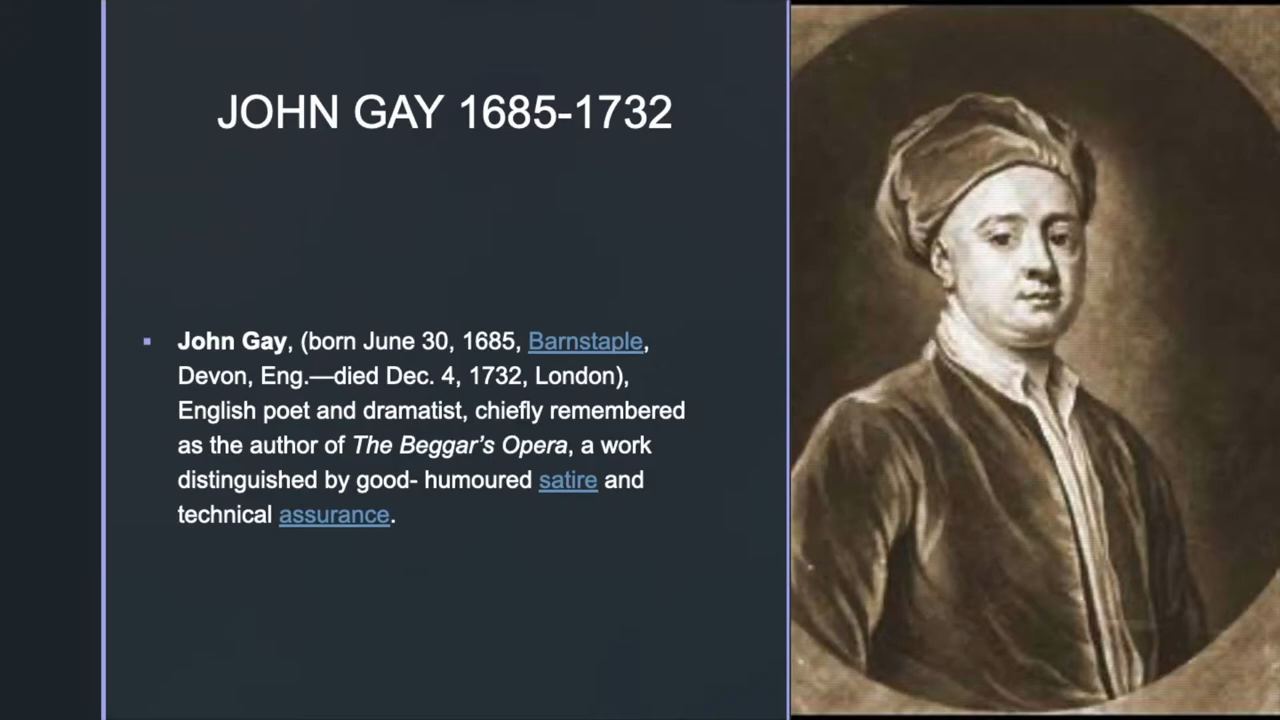 JOHN GAY 1685-1732
John Gay, (born June 30, 1685, Barnstaple,
Devon, Eng.—died Dec. 4, 1732, London),
English poet and dramatist, chiefly remembered
as the author of The Beggar’s Opera, a work
distinguished by good- humoured satire and
technical assurance.